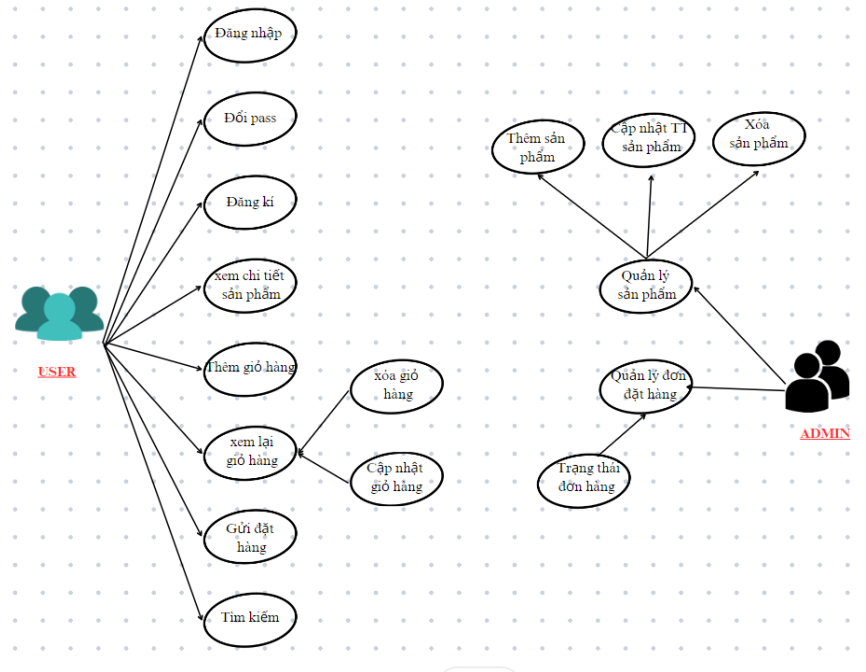 Đăng nhập
Đổi pass
Đăng kí
xem chi tiết
sản phẩm
Thêm giỏ hàng
xem lại
giỏ hàng
Gửi đặt
hàng
Tìm kiếm
USER
xóa giỏ
hàng
Cập nhật
giỏ hàng
Thêm sản
phẩm
Cập nhật TT
sản phẩm
Xóa
sản phẩm
Quản lý
sản phẩm
Quản lý đơn
đặt hàng
Trạng thái
đơn hàng
ADMIN